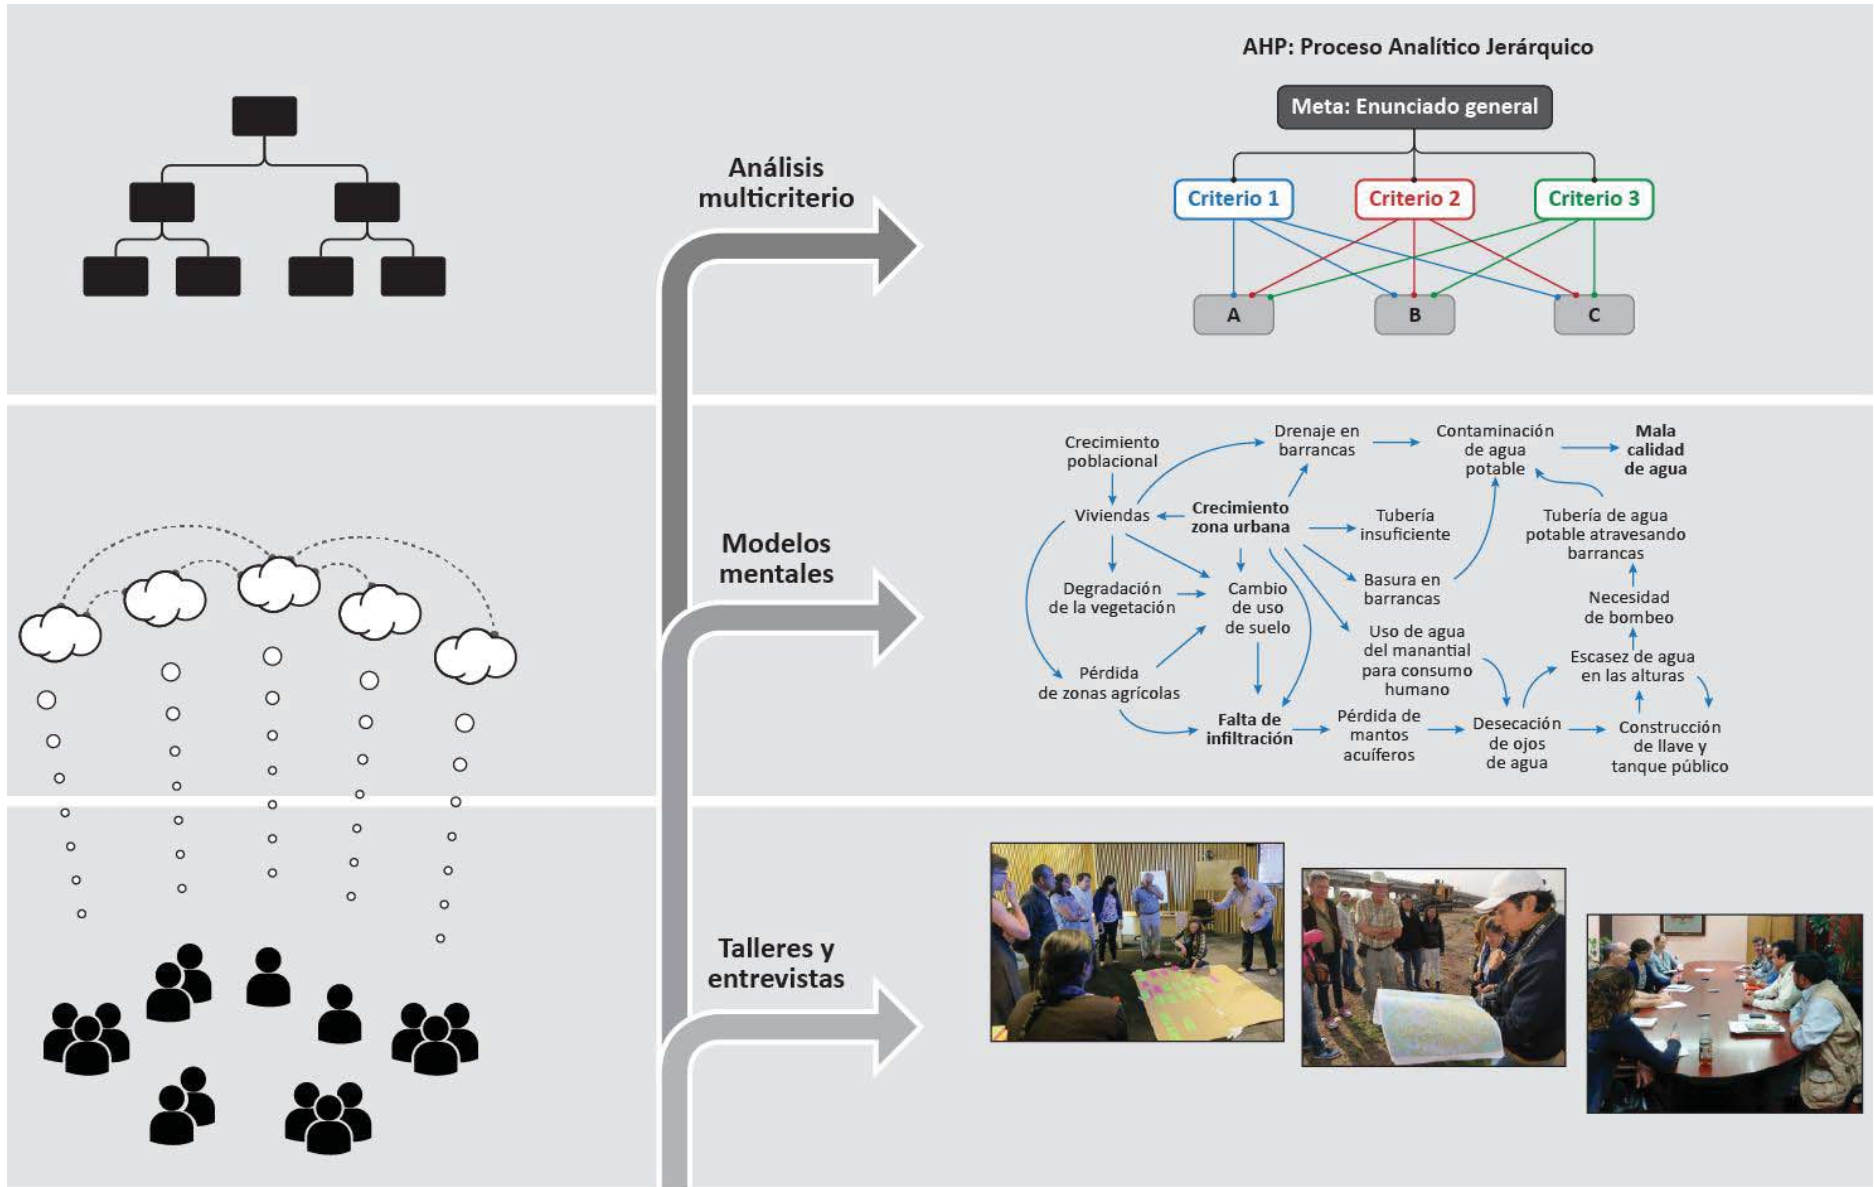 AHP: Proceso Analítico Jerárquico
Meta: Enunciado general
Análisis
multicriterio
Criterio 1
Criterio 2
Criterio 3
A
B
C
Modelos
mentales
Crecimiento
poblacional
Drenaje en
barrancas
Contaminación
de agua
potable
Mala
calidad
de agua
Viviendas
Crecimiento
zona urbana
Tubería
insuficiente
Tubería de agua
potable atravesando
barrancas
Degradación
de la vegetación
Cambio
de uso
de suelo
Basura en
barrancas
Necesidad
de bombeo
Uso de agua
del manantial
para consumo
humano
Escasez de agua
en las alturas
Pérdida
de zonas agrícolas
Falta de
infiltración
Pérdida de
mantos
acuíferos
Desecación
de ojos
de agua
Construcción
de llave y
tanque público
Talleres y
entrevistas